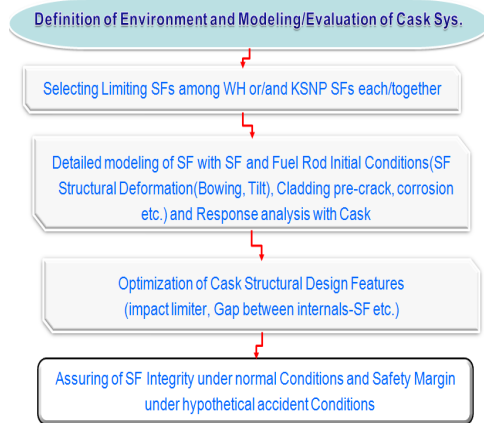 Definition of Environment and Modeling/Evaluation of Cask Sys.
Selecting Limiting SFs among WH or/and KSNP SFs each/together
Detailed modeling of SF with SF and Fuel Rod Initial Conditions(SF
Structural Deformation(Bowing, Tilt), Cladding pre-crack, corrosion
etc.) and Response analysis with Cask
Optimization of Cask Structural Design Features
(impact limiter, Gap between internals-SF etc.)
Assuring of SF Integrity under normal Conditions and Safety Margin
under hypothetical accident Conditions